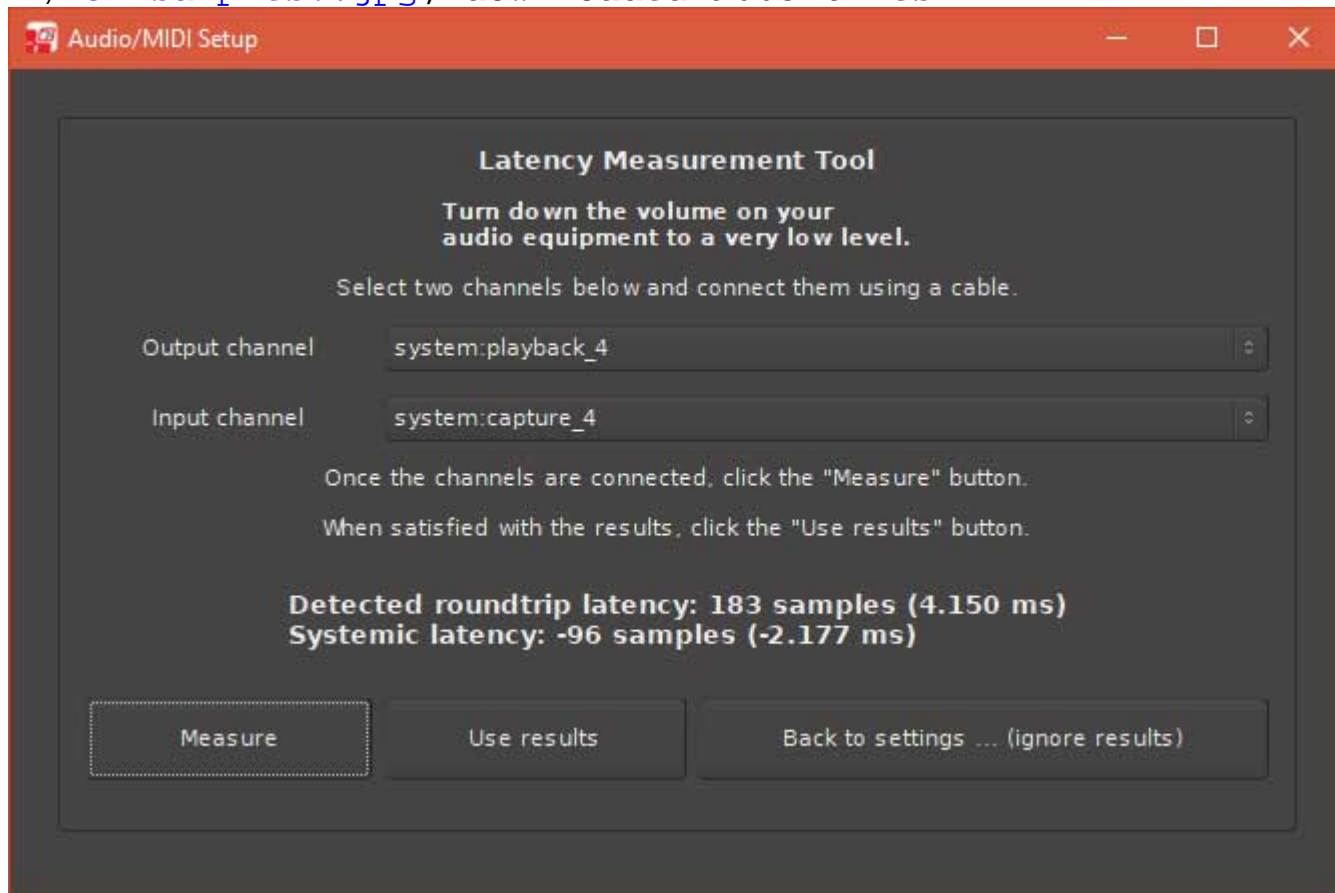 Audio/MIDI Setup
Latency Measurement Tool
Turn down the volume on your
audio equipment to a very low level.
Select two channels below and connect them using a cable.
Output channel system:playback_4
Input channel system:capture_4
Once the channels are connected, click the "Measure" button.
When satisfied with the results, click the "Use results" button.
Detected roundtrip latency: 183 samples (4.150 ms)
Systemic latency: -96 samples (-2.177 ms)
Measure Use results Back to settings ... (ignore results)